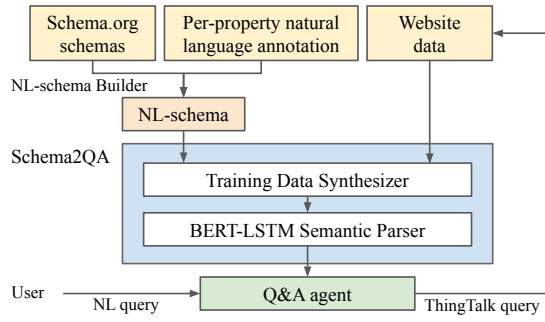 Schema.org
schemas
Per-property natural
language annotation
Website
data
NL-schema Builder
NL-schema
Schema2QA
Training Data Synthesizer
BERT-LSTM Semantic Parser
User
NL query
Q&A agent
ThingTalk query